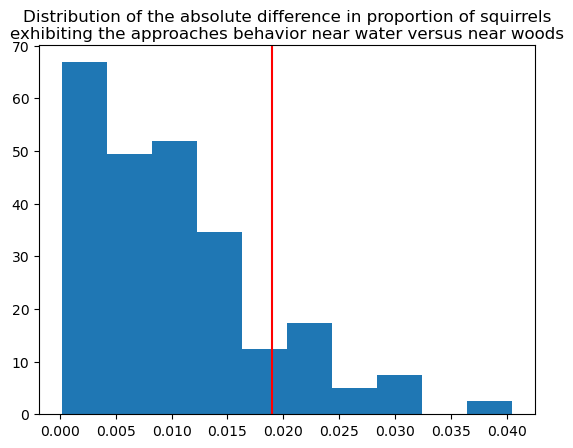 Distribution of the absolute difference in proportion of squirrels
exhibiting the approaches behavior near water versus near woods
70
60
50
40
30
20
10
0
0.000 0.005 0.010 0.015 0.020 0.025 0.030 0.035 0.040